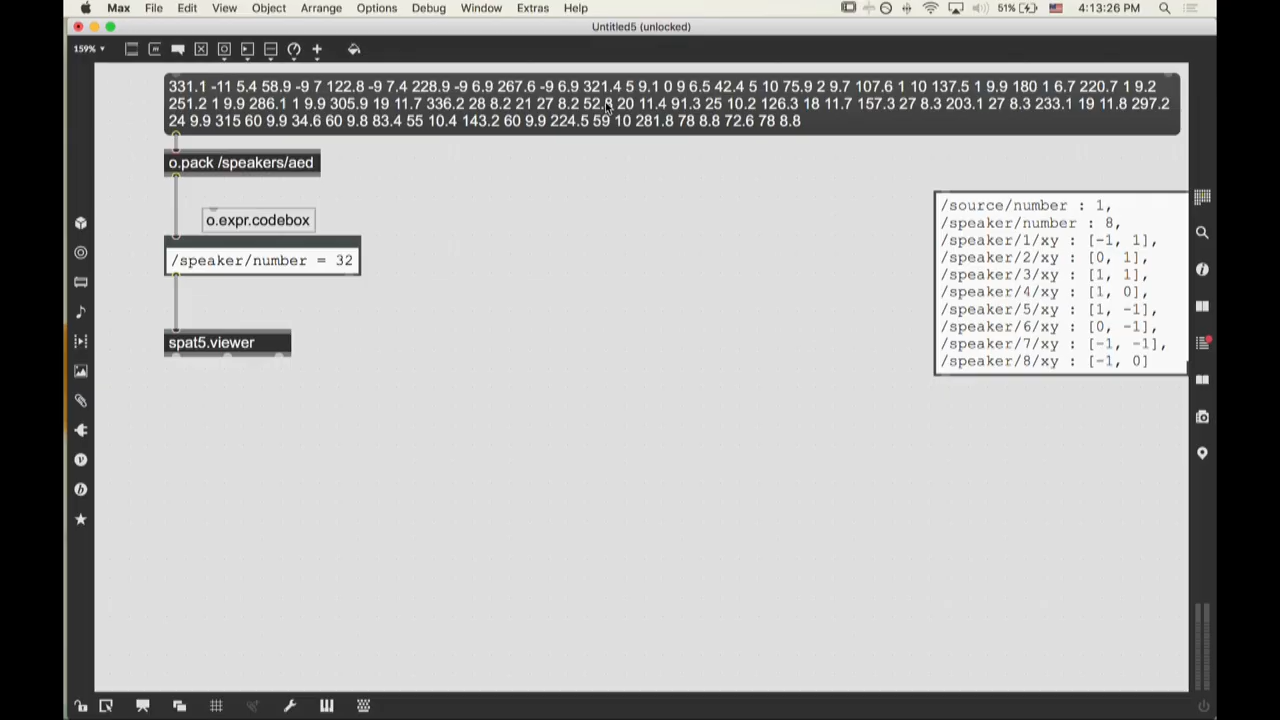 Max File Edit View Object Arrange Options Debug Window Extras Help 51% 4:13:26 PM
Untitled5 (unlocked)
159%
331.1 -11 5.4 58.9 -9 7 122.8 -9 7.4 228.9 -9 6.9 267.6 -9 6.9 321.4 5 9.1 0 9 6.5 42.4 5 10 75.9 2 9.7 107.6 1 10 137.5 1 9.9 180 1 6.7 220.7 1 9.2
251.2 1 9.9 286.1 1 9.9 305.9 19 11.7 336.2 28 8.2 21 27 8.2 52.8 20 11.4 91.3 25 10.2 126.3 18 11.7 157.3 27 8.3 203.1 27 8.3 233.1 19 11.8 297.2
24 9.9 315 60 9.9 34.6 60 9.8 83.4 55 10.4 143.2 60 9.9 224.5 59 10 281.8 78 8.8 72.6 78 8.8
o.pack /speakers/aed
o.expr.codebox
/speaker/number = 32
spat5.viewer
/source/number : 1,
/speaker/number : 8,
/speaker/1/xy : [-1, 1],
/speaker/2/xy : [0, 1],
/speaker/3/xy : [1, 1],
/speaker/4/xy : [1, 0],
/speaker/5/xy : [1, -1],
/speaker/6/xy : [0, -1],
/speaker/7/xy : [-1, -1],
/speaker/8/xy : [-1, 0]